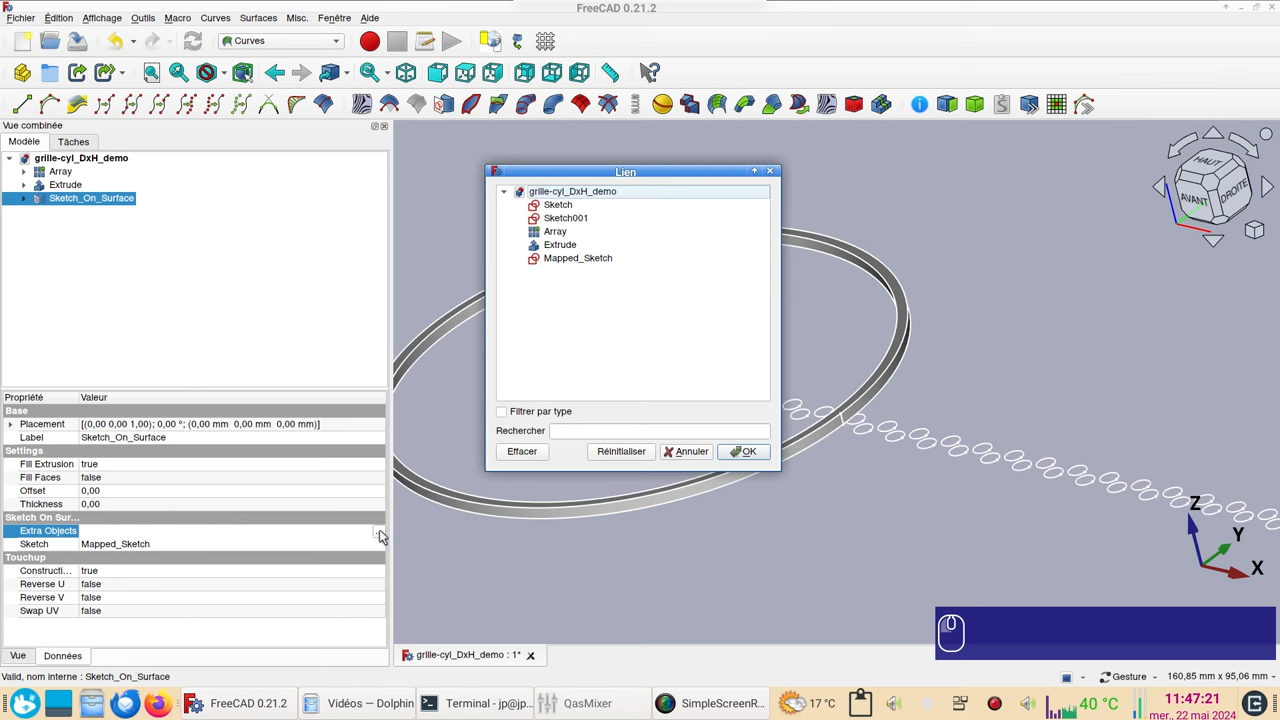 FreeCAD 0.21.2
Fichier Édition Affichage Outils Macro Curves Surfaces Misc. Fenêtre Aide
Curves
Vue combinée
Modèle Tâches
grille-cyl_DxH_demo
Array
Extrude
Sketch_On_Surface
Lien
grille-cyl_DxH_demo
Sketch
Sketch001
Array
Extrude
Mapped_Sketch
Filtrer par type
Rechercher
Effacer Réinitialiser Annuler OK
HAUT
AVANT DROITE
Z
Y
X
Propriété Valeur
Base
Placement [(0,00 0,00 1,00); 0,00 °; (0,00 mm 0,00 mm 0,00 mm)]
Label Sketch_On_Surface
Settings
Fill Extrusion true
Fill Faces false
Offset 0,00
Thickness 0,00
Sketch On Sur...
Extra Objects
Sketch Mapped_Sketch
Touchup
Constructi... true
Reverse U false
Reverse V false
Swap UV false
Vue Données
grille-cyl_DxH_demo : 1*
Valid, nom interne : Sketch_On_Surface
Gesture 160,85 mm x 95,06 mm
FreeCAD 0.21.2
Vidéos — Dolphin
Terminal - jp@jp...
QasMixer
SimpleScreenR...
17 °C
40 °C
11:47:21
mer., 22 mai 2024